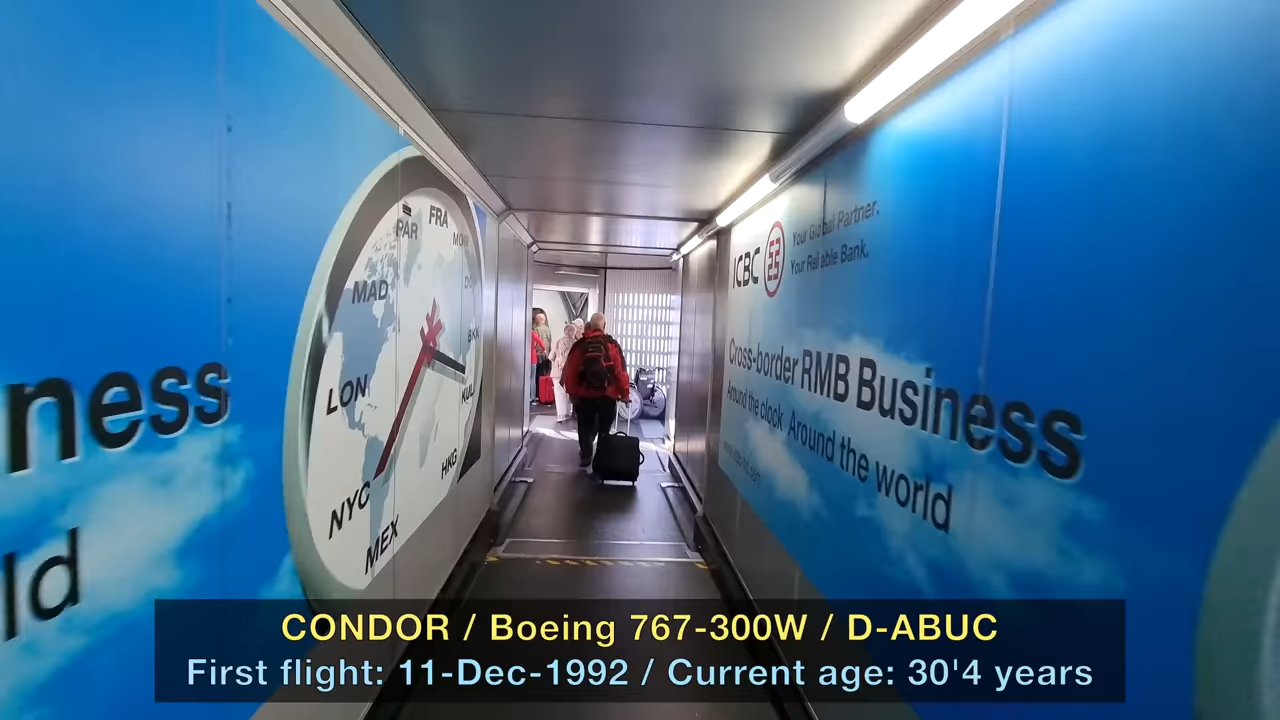 ness
ld
FRA
PAR
MAD
BKK
LON
KUL
HKG
NYC
MEX
ICBC
Your Global Partner.
Your Reliable Bank.
Cross-border RMB Business
Around the clock Around the world
CONDOR / Boeing 767-300W / D-ABUC
First flight: 11-Dec-1992 / Current age: 30'4 years